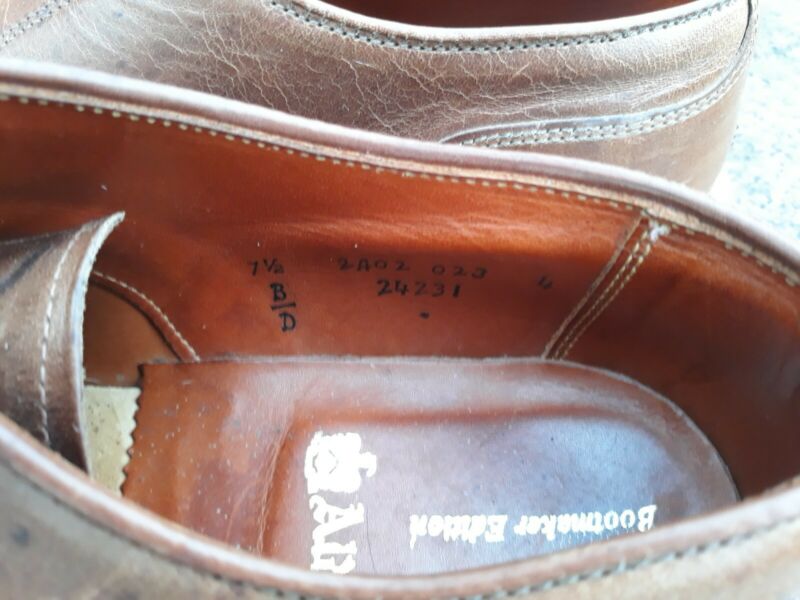 7½ 2A02 023 4
B/D 24231
Bootmaker Edition